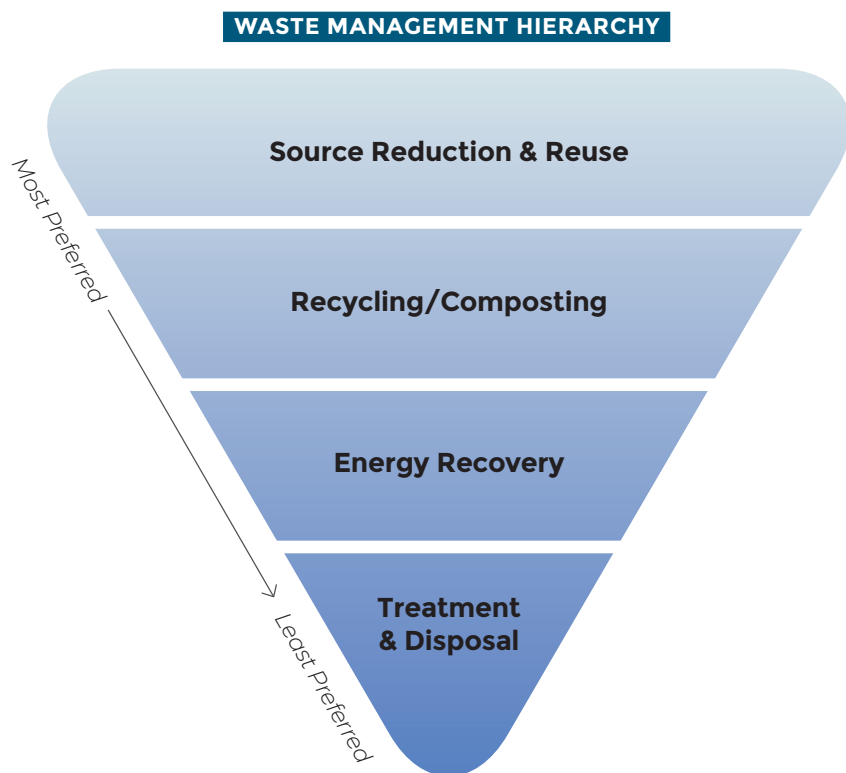 WASTE MANAGEMENT HIERARCHY
Source Reduction & Reuse
Most Preferred
Recycling/Composting
Energy Recovery
Treatment
& Disposal
Least Preferred